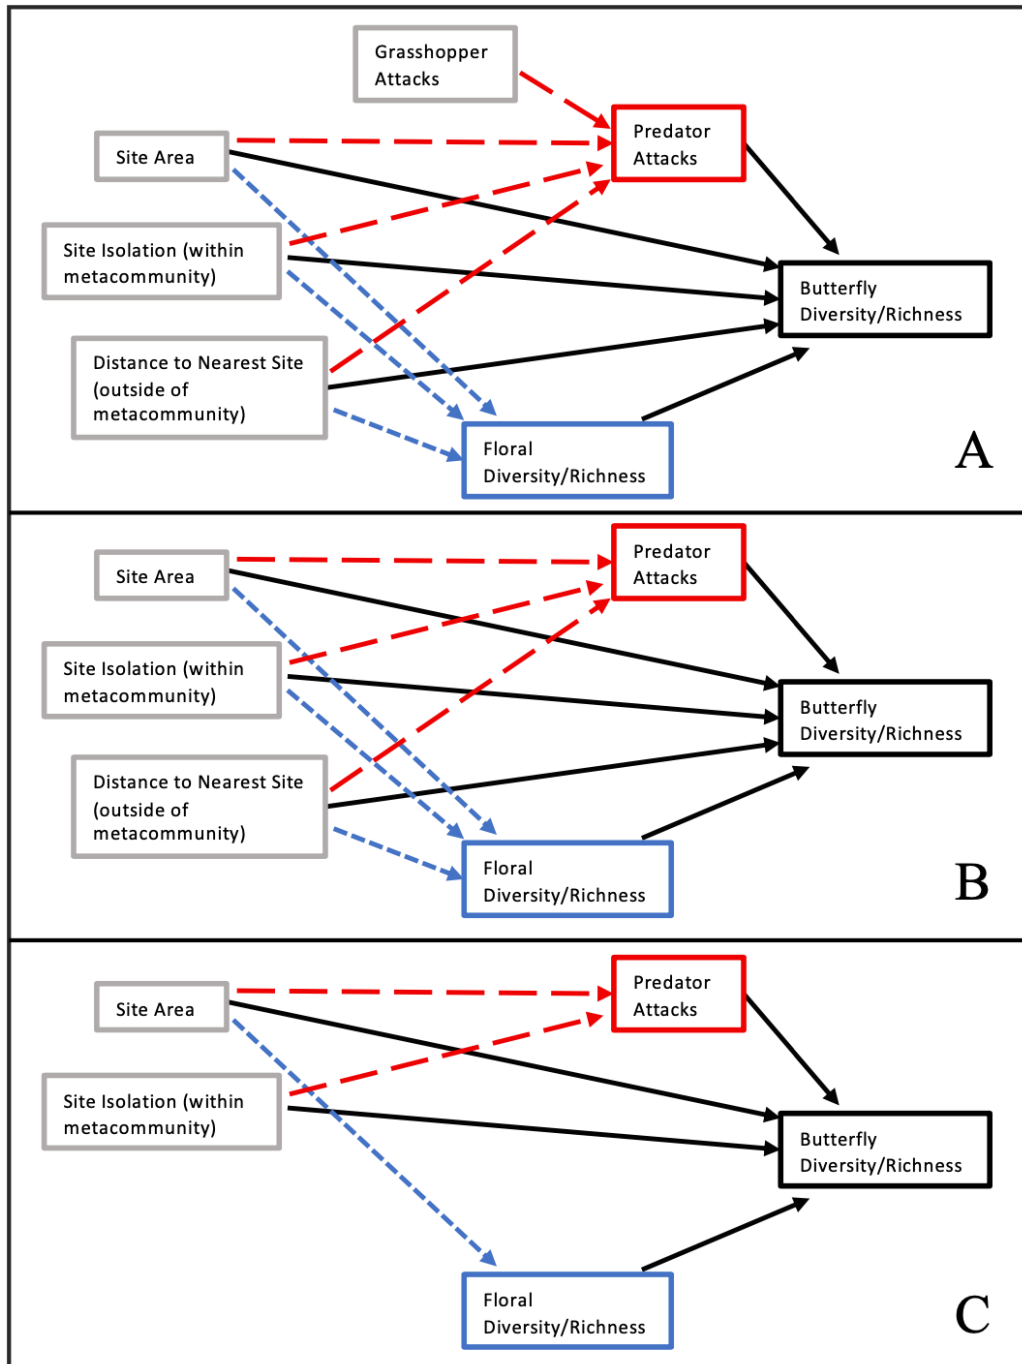 Grasshopper
Attacks
Predator
Attacks
Site Area
Site Isolation (within
metacommunity)
Butterfly
Diversity/Richness
Distance to Nearest Site
(outside of
metacommunity)
Floral
Diversity/Richness
A
Predator
Attacks
Site Area
Site Isolation (within
metacommunity)
Butterfly
Diversity/Richness
Distance to Nearest Site
(outside of
metacommunity)
Floral
Diversity/Richness
B
Predator
Attacks
Site Area
Site Isolation (within
metacommunity)
Butterfly
Diversity/Richness
Floral
Diversity/Richness
C